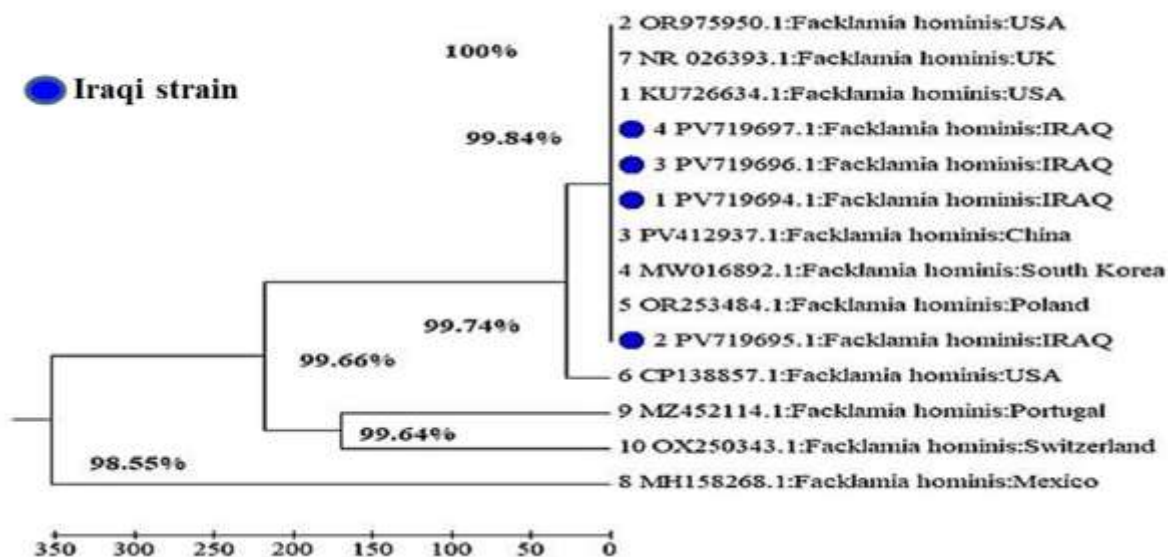 2 OR975950.1:Facklamia hominis:USA
100%
7 NR 026393.1:Facklamia hominis:UK
Iraqi strain
1 KU726634.1:Facklamia hominis:USA
4 PV719697.1:Facklamia hominis:IRAQ
99.84%
3 PV719696.1:Facklamia hominis:IRAQ
1 PV719694.1:Facklamia hominis:IRAQ
3 PV412937.1:Facklamia hominis:China
4 MW016892.1:Facklamia hominis:South Korea
5 OR253484.1:Facklamia hominis:Poland
99.74%
2 PV719695.1:Facklamia hominis:IRAQ
99.66%
6 CP138857.1:Facklamia hominis:USA
9 MZ452114.1:Facklamia hominis:Portugal
99.64%
10 OX250343.1:Facklamia hominis:Switzerland
98.55%
8 MH158268.1:Facklamia hominis:Mexico
350 300 250 200 150 100 50 0